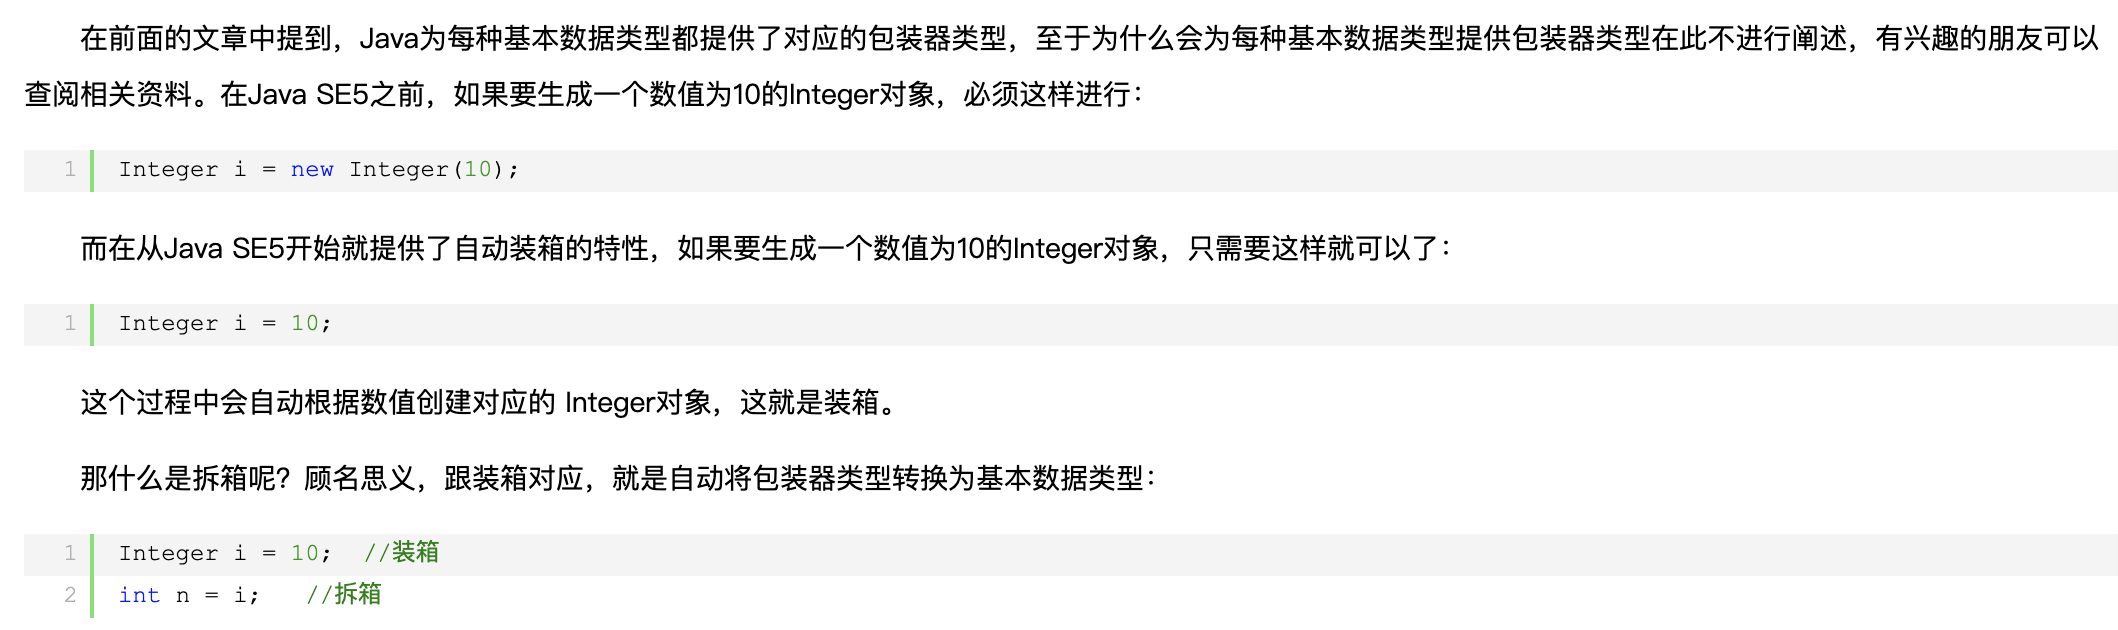 在前面的文章中提到，Java为每种基本数据类型都提供了对应的包装器类型，至于为什么会为每种基本数据类型提供包装器类型在此不进行阐述，有兴趣的朋友可以
查阅相关资料。在Java SE5之前，如果要生成一个数值为10的Integer对象，必须这样进行：
1 Integer i = new Integer(10);
而在从Java SE5开始就提供了自动装箱的特性，如果要生成一个数值为10的Integer对象，只需要这样就可以了：
1 Integer i = 10;
这个过程中会自动根据数值创建对应的 Integer对象，这就是装箱。
那什么是拆箱呢？顾名思义，跟装箱对应，就是自动将包装器类型转换为基本数据类型：
1 Integer i = 10;  //装箱
2 int n = i;   //拆箱